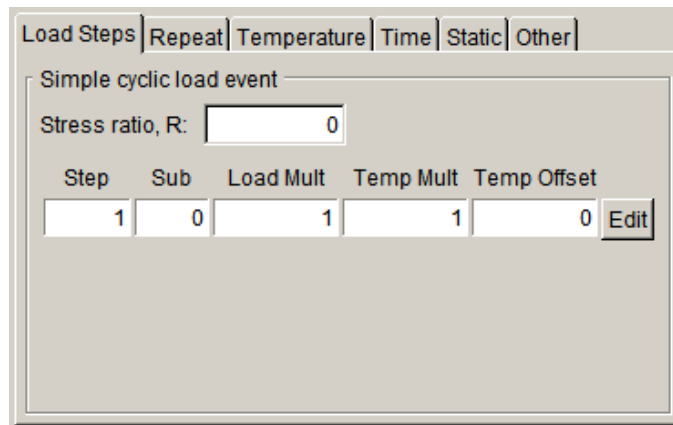 Load Steps Repeat Temperature Time Static Other
Simple cyclic load event
Stress ratio, R: 0
Step Sub Load Mult Temp Mult Temp Offset
1 0 1 1 0 Edit